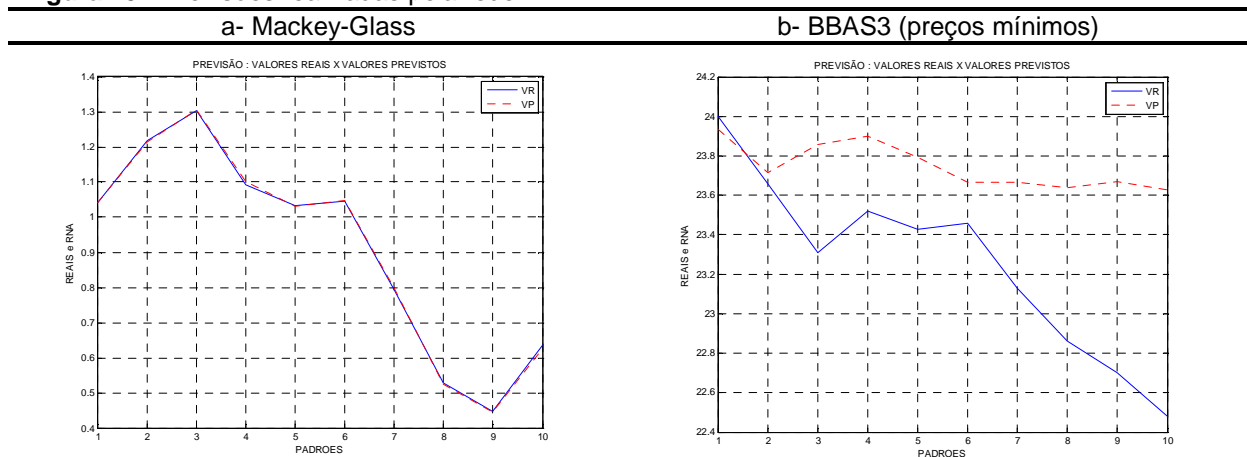 a- Mackey-Glass
b- BBAS3 (preços mínimos)
PREVISÃO : VALORES REAIS X VALORES PREVISTOS
VR
VP
1.4
1.3
1.2
1.1
1
0.9
0.8
0.7
0.6
0.5
0.4
REAIS e RNA
1 2 3 4 5 6 7 8 9 10
PADROES
PREVISÃO : VALORES REAIS X VALORES PREVISTOS
VR
VP
24.2
24
23.8
23.6
23.4
23.2
23
22.8
22.6
22.4
REAIS e RNA
1 2 3 4 5 6 7 8 9 10
PADROES